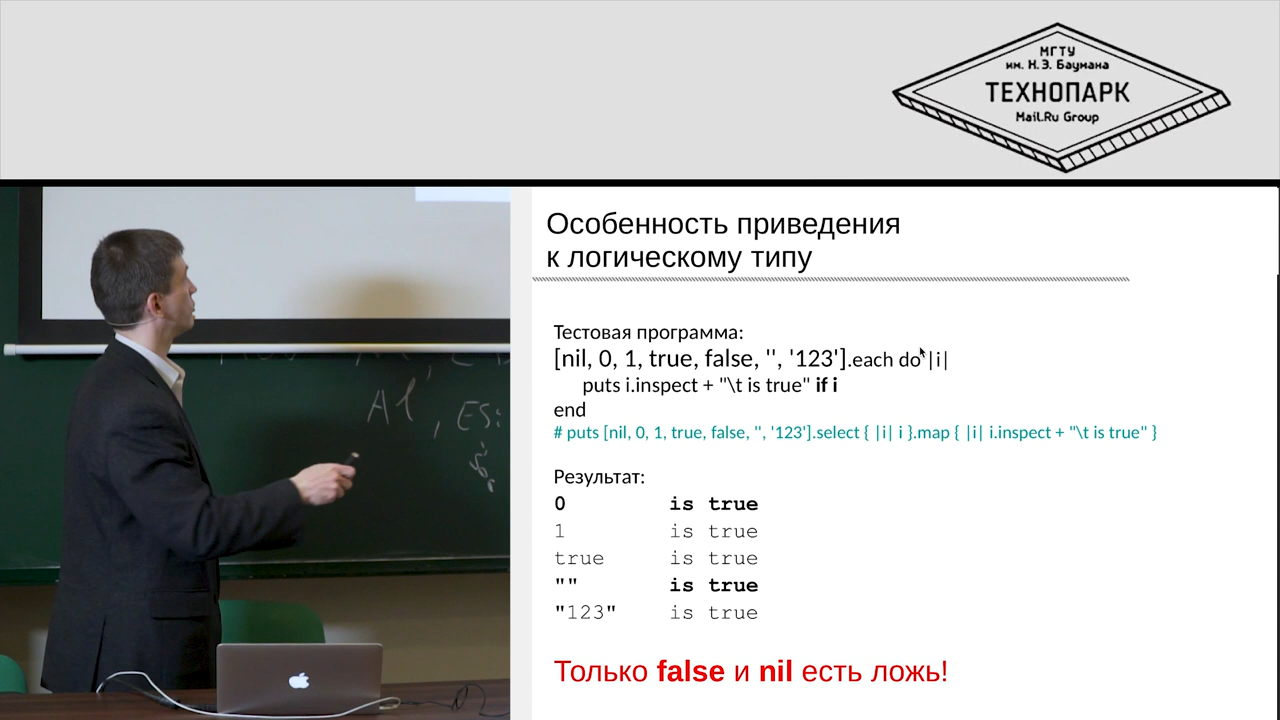 МГТУ
им. Н.Э. Баумана
ТЕХНОПАРК
Mail.Ru Group
Особенность приведения
к логическому типу
Тестовая программа:
[nil, 0, 1, true, false, '', '123'].each do |i|
puts i.inspect + "\t is true" if i
end
# puts [nil, 0, 1, true, false, '', '123'].select { |i| i }.map { |i| i.inspect + "\t is true" }
Результат:
0 is true
1 is true
true is true
"" is true
"123" is true
Только false и nil есть ложь!